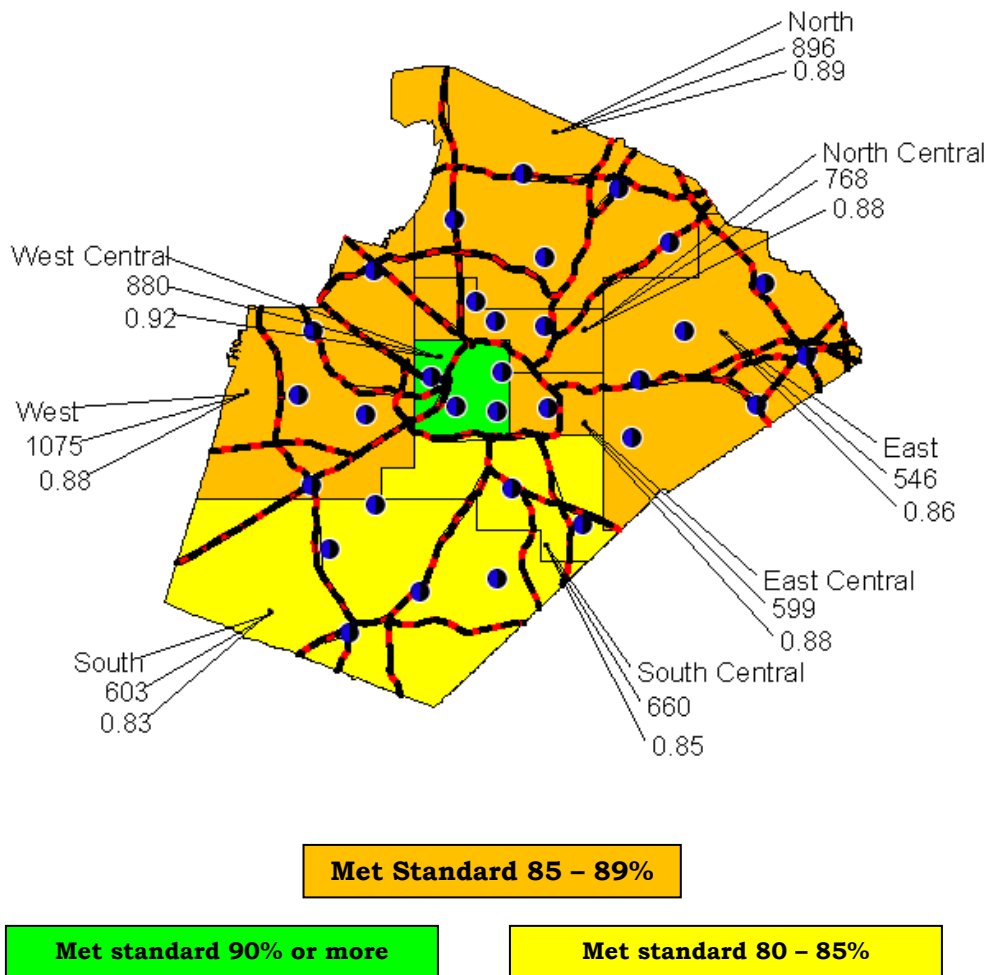 North
896
0.89
North Central
768
0.88
West Central
880
0.92
West
1075
0.88
East
546
0.86
East Central
599
0.88
South Central
660
0.85
South
603
0.83
Met Standard 85 – 89%
Met standard 90% or more
Met standard 80 – 85%